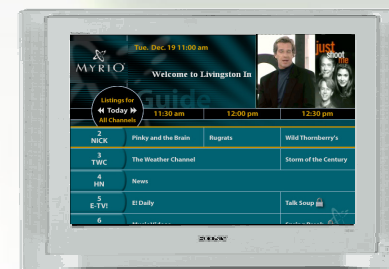 Tue. Dec. 19 11:00 am
MYRIO
Welcome to Livingston In
just
shoot
me
Guide
Listings for
Today
All Channels
11:30 am 12:00 pm 12:30 pm
2
NICK Pinky and the Brain Rugrats Wild Thornberry's
3
TWC The Weather Channel Storm of the Century
4
HN News
5
E-TV! E! Daily Talk Soup
6
SONY